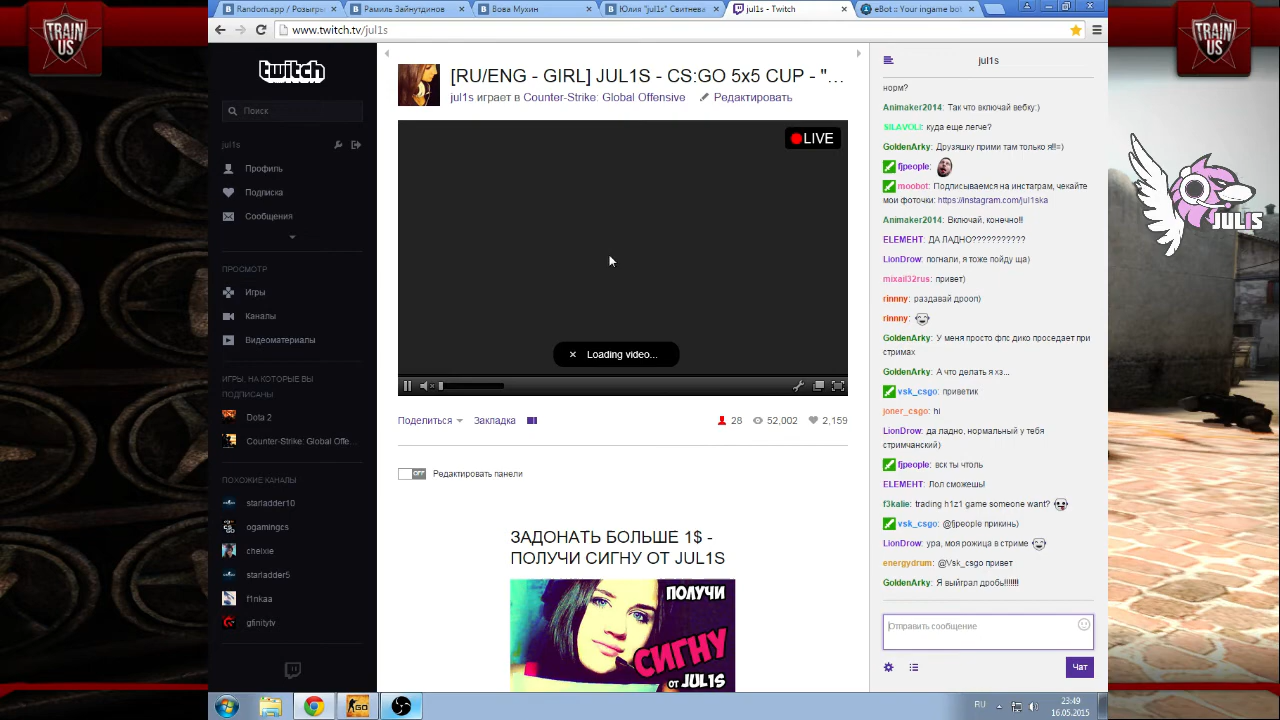 TRAIN
US
Random.app / Розыгры
Рамиль Зайнутдинов
Вова Мухин
Юлия "jul1s" Свитнева
jul1s - Twitch
eBot :: Your ingame bot
www.twitch.tv/jul1s
twitch
Поиск
jul1s
Профиль
Подписка
Сообщения
ПРОСМОТР
Игры
Каналы
Видеоматериалы
ИГРЫ, НА КОТОРЫЕ ВЫ
ПОДПИСАНЫ
Dota 2
Counter-Strike: Global Offe...
ПОХОЖИЕ КАНАЛЫ
starladder10
ogamingcs
chelxie
starladder5
f1nkaa
gfinitytv
[RU/ENG - GIRL] JUL1S - CS:GO 5x5 CUP - "...
jul1s играет в Counter-Strike: Global Offensive
Редактировать
LIVE
Loading video...
Поделиться
Закладка
28
52,002
2,159
OFF
Редактировать панели
ЗАДОНАТЬ БОЛЬШЕ 1$ -
ПОЛУЧИ СИГНУ ОТ JUL1S
ПОЛУЧИ
СИГНУ
ОТ JUL1S
jul1s
норм?
Animaker2014: Так что включай вебку:)
SILAVOLI: куда еще легче?
GoldenArky: Друзяшку прими там только я!!=)
fjpeople:
moobot: Подписываемся на инстаграм, чекайте
мои фоточки: https://instagram.com/jul1ska
Animaker2014: Включай, конечно!!
ELEMEHT: ДА ЛАДНО???????????
LionDrow: погнали, я тоже пойду ща)
mixail32rus: привет)
rinnny: раздавай дрооп)
rinnny:
GoldenArky: У меня просто фпс дико проседает при
стримах
GoldenArky: А что делать я хз...
vsk_csgo: приветик
joner_csgo: hi
LionDrow: да ладно, нормальный у тебя
стримчанский)
fjpeople: вск ты чтоль
ELEMEHT: Лол сможешь!
f3kalie: trading h1z1 game someone want?
vsk_csgo: @fjpeople прикинь)
LionDrow: ура, моя рожица в стриме
energydrum: @Vsk_csgo привет
GoldenArky: Я выйграл дробь!!!!!!!
Отправить сообщение
Чат
TRAIN
US
JUL1S
RU
23:49
16.05.2015
GO